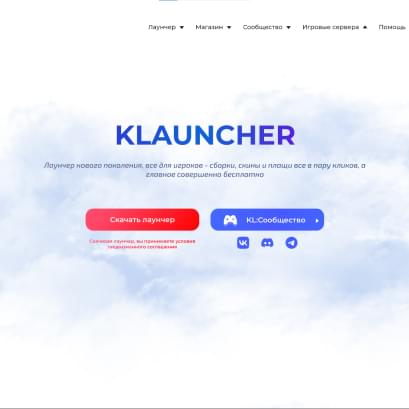 Лаунчер Магазин Сообщество Игровые сервера Помощь
KLAUNCHER
Лаунчер нового поколения, все для игроков - сборки, скины и плащи все в пару кликов, а
главное совершенно бесплатно
Скачать лаунчер
KL:Сообщество
Скачивая лаунчер, вы принимаете условия
лицензионного соглашения